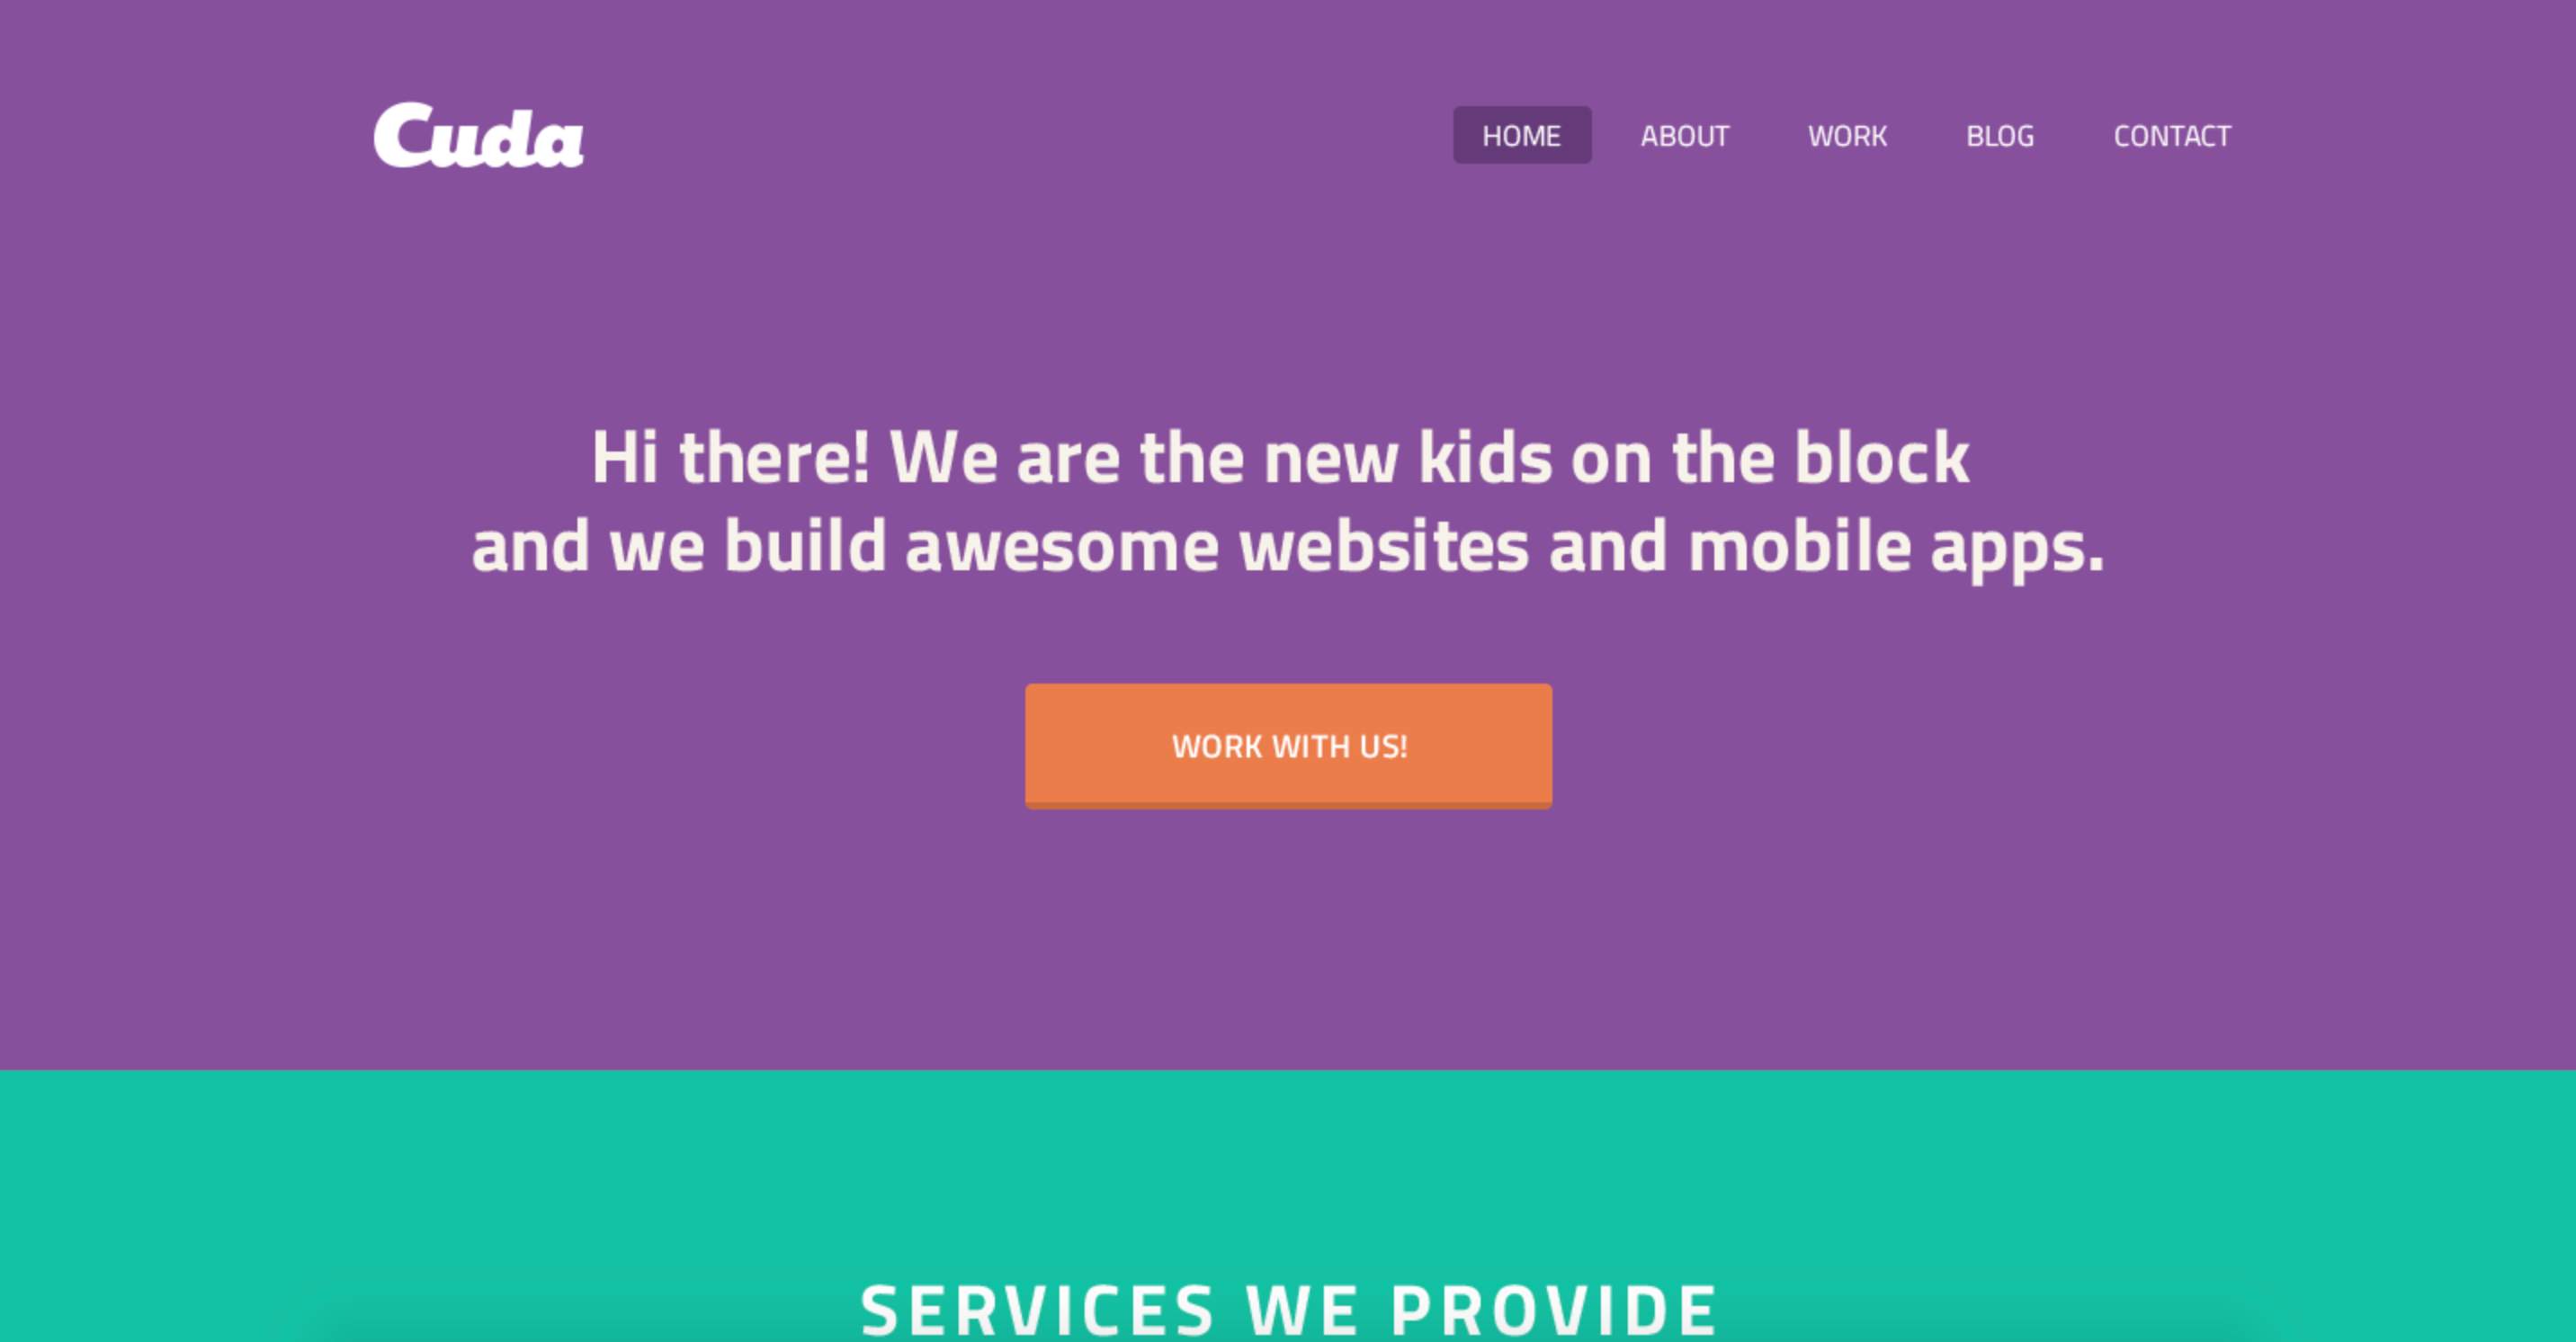 Cuda
HOME ABOUT WORK BLOG CONTACT
Hi there! We are the new kids on the block
and we build awesome websites and mobile apps.
WORK WITH US!
SERVICES WE PROVIDE